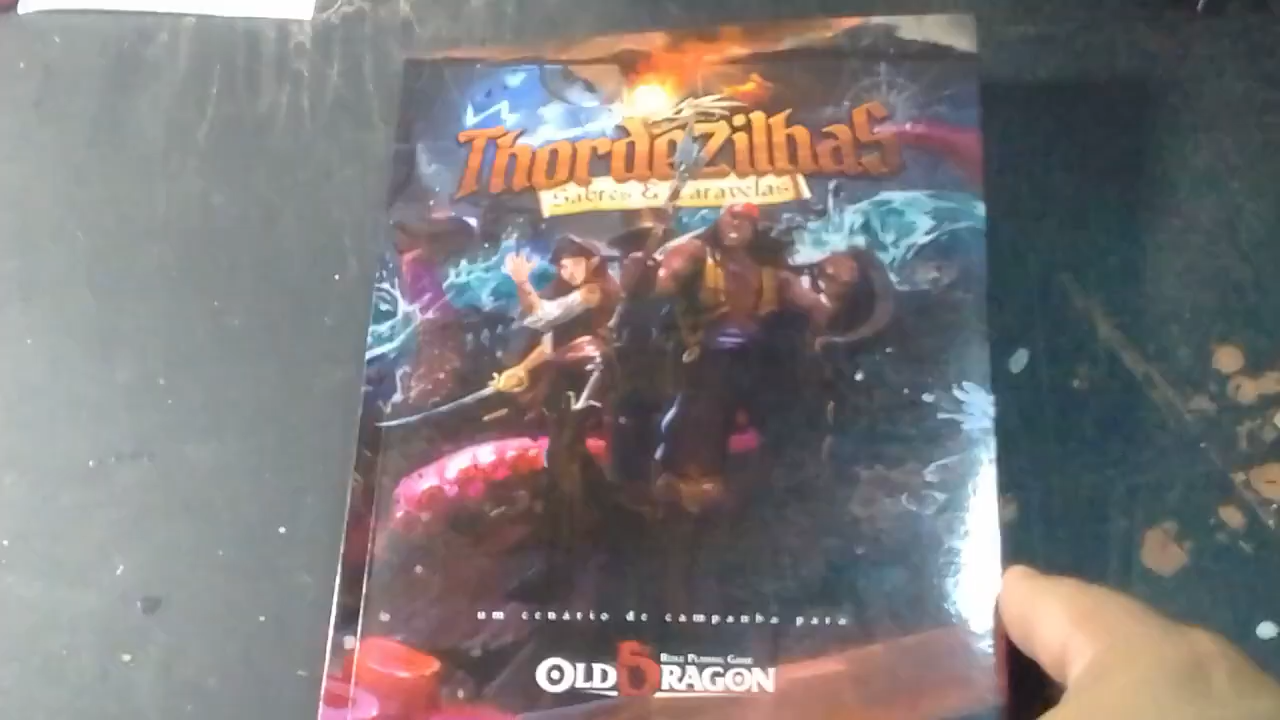 Thordezilhas
Sabres & Caravelas
um cenário de campanha para
ROLE PLAYING GAME
OLD DRAGON